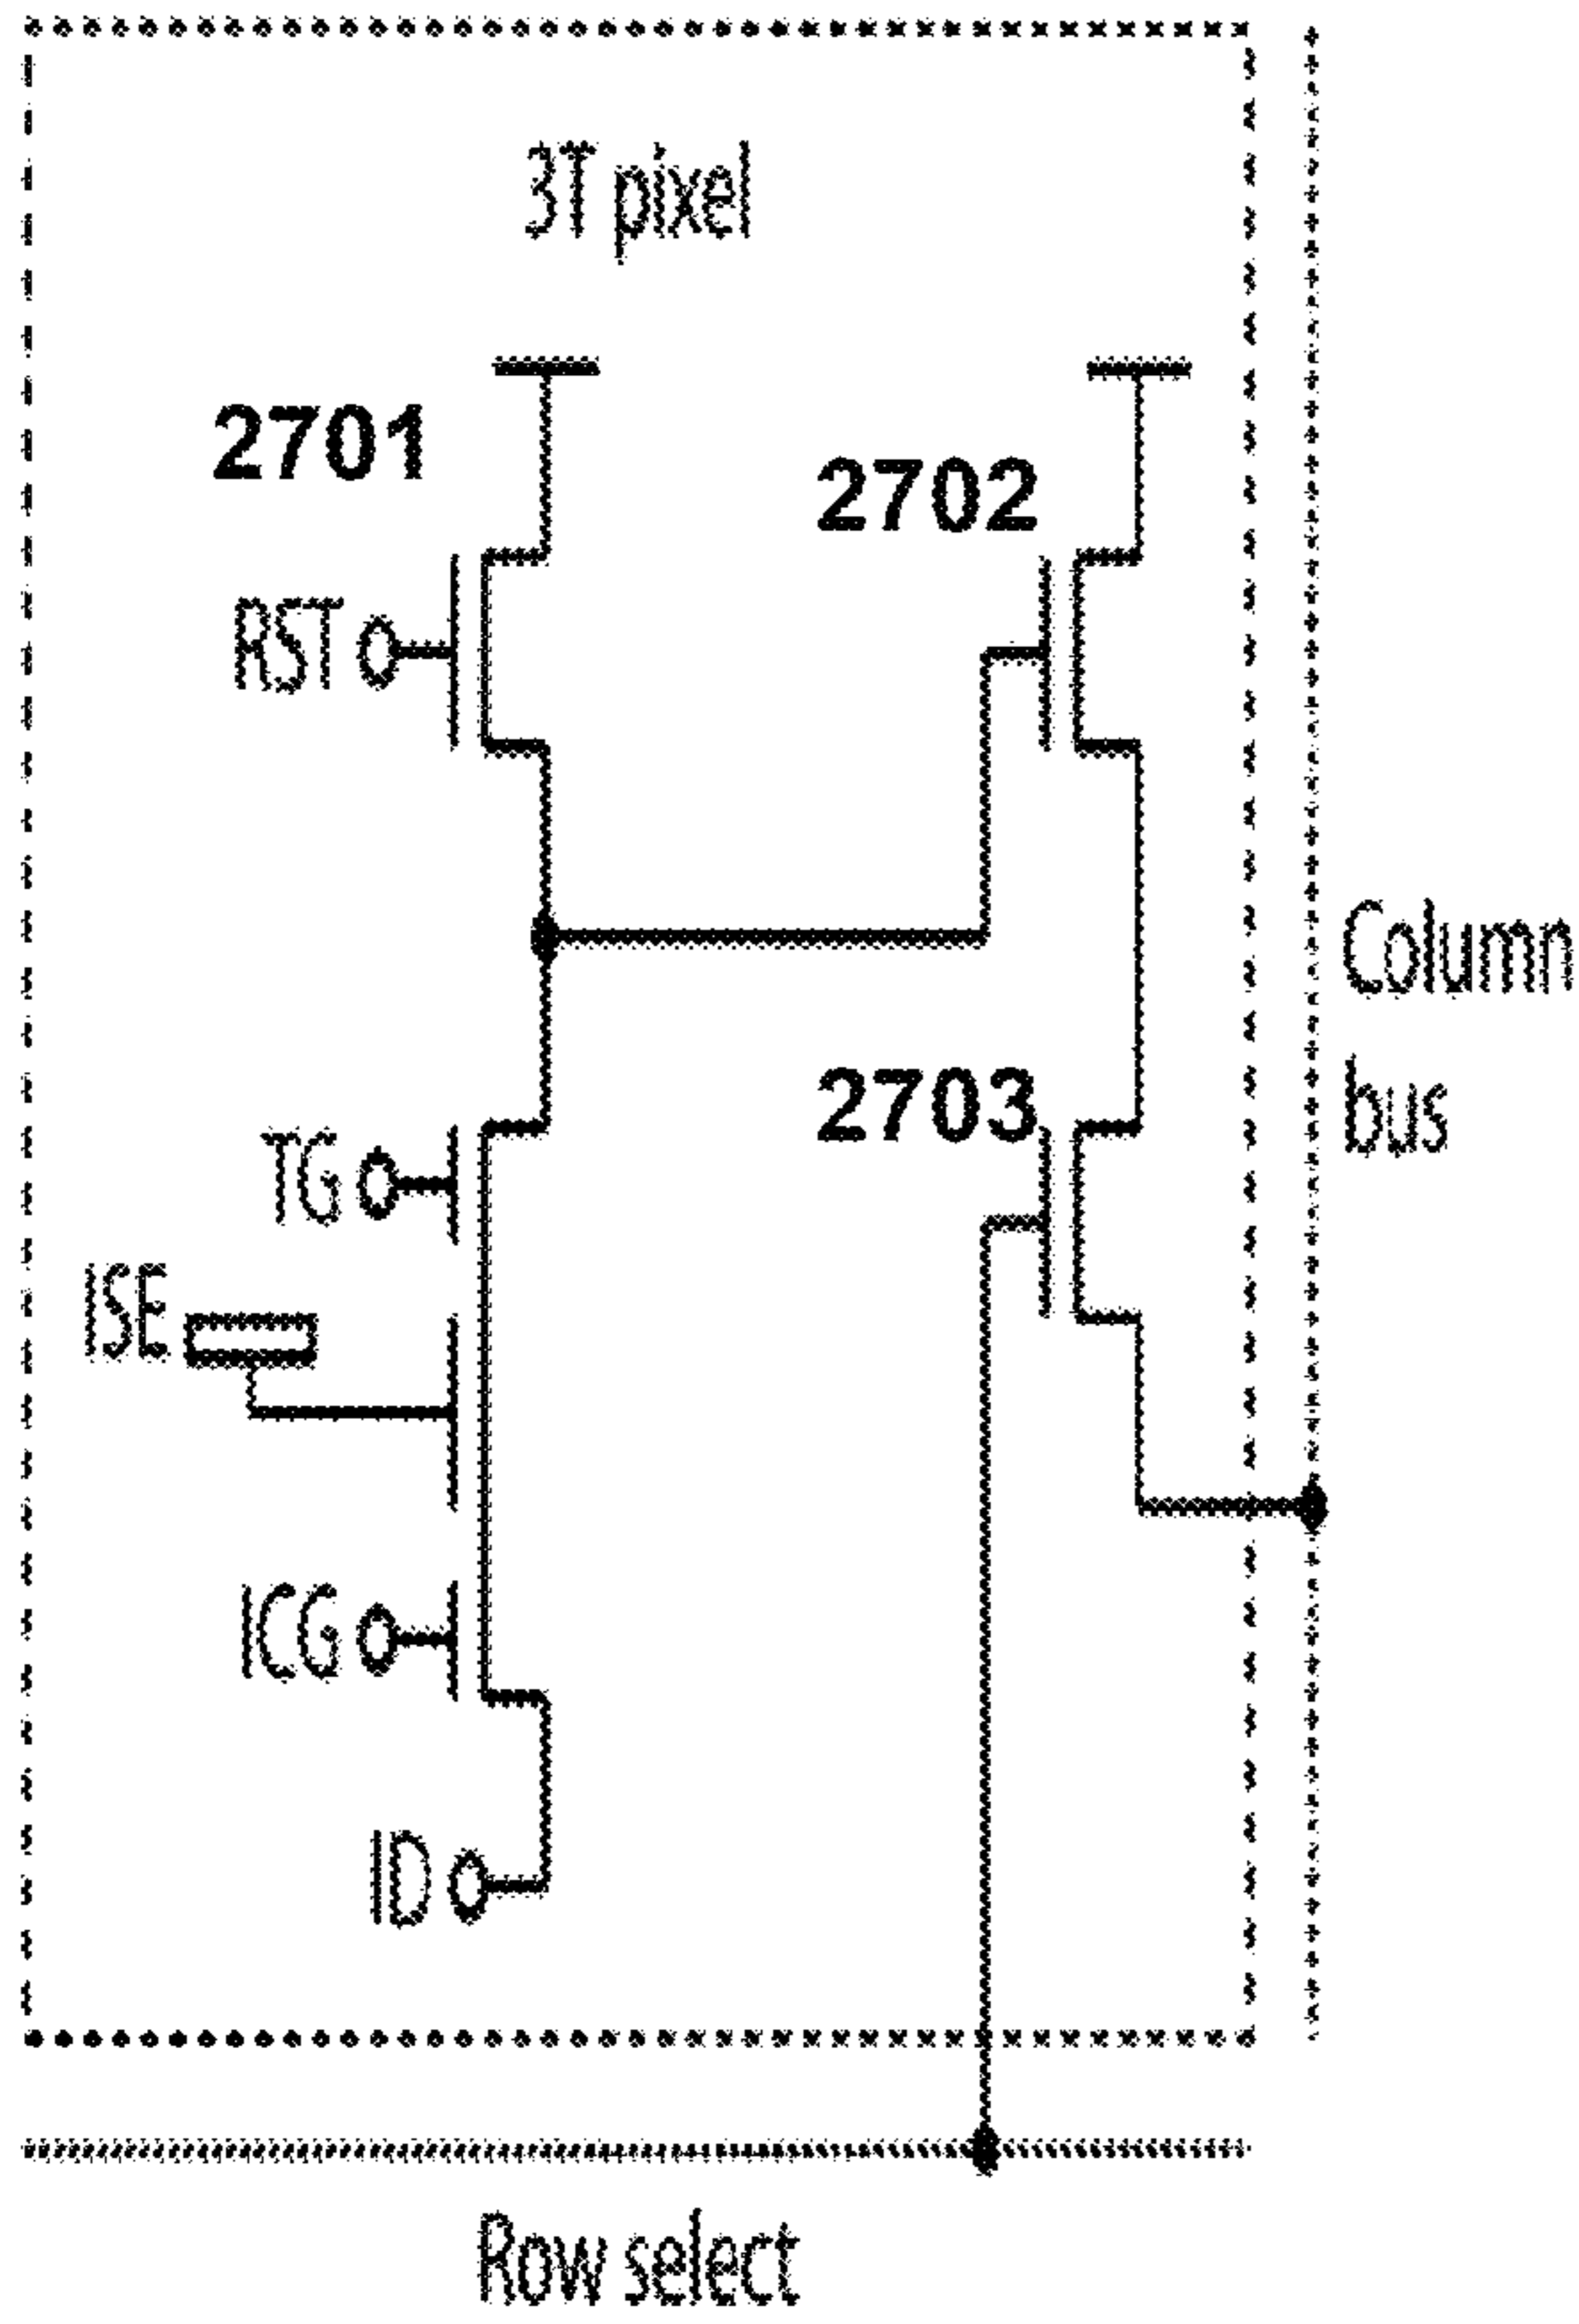 3T pixel
2701
2702
RST
Column
bus
2703
TG
ISE
ICG
ID
Row select